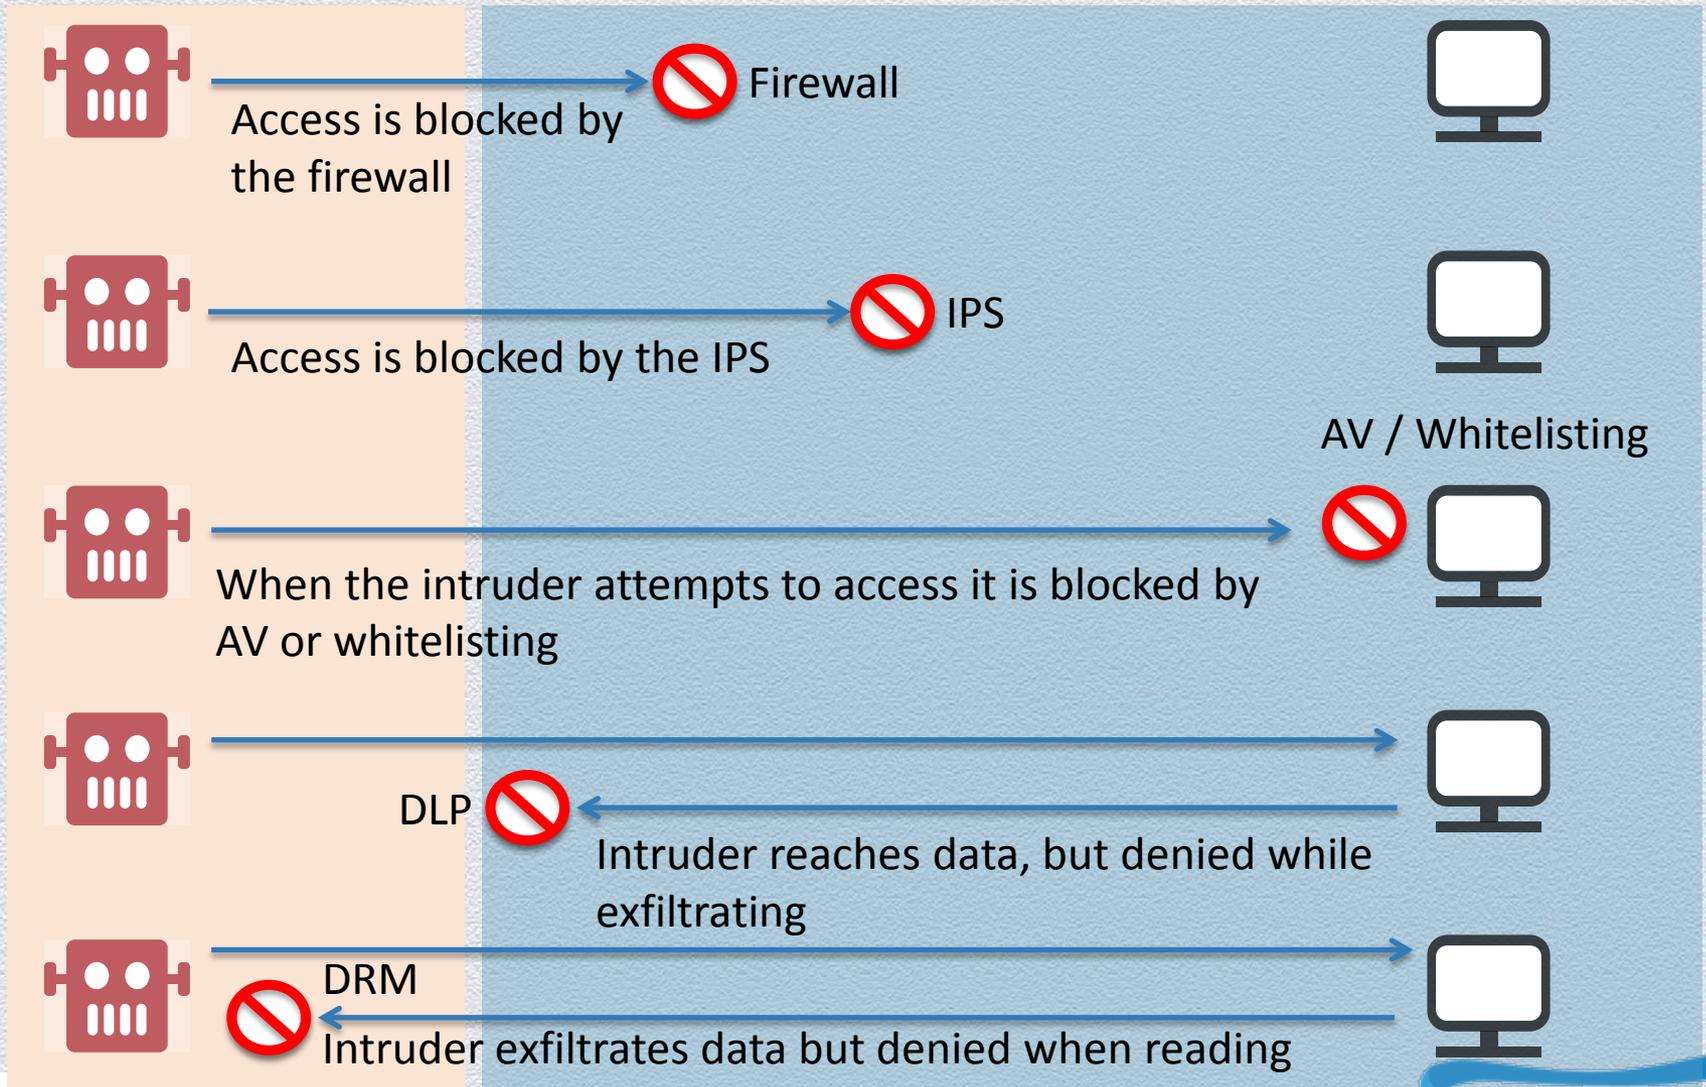 Firewall
Access is blocked by
the firewall
IPS
Access is blocked by the IPS
AV / Whitelisting
When the intruder attempts to access it is blocked by
AV or whitelisting
DLP
Intruder reaches data, but denied while
exfiltrating
DRM
Intruder exfiltrates data but denied when reading